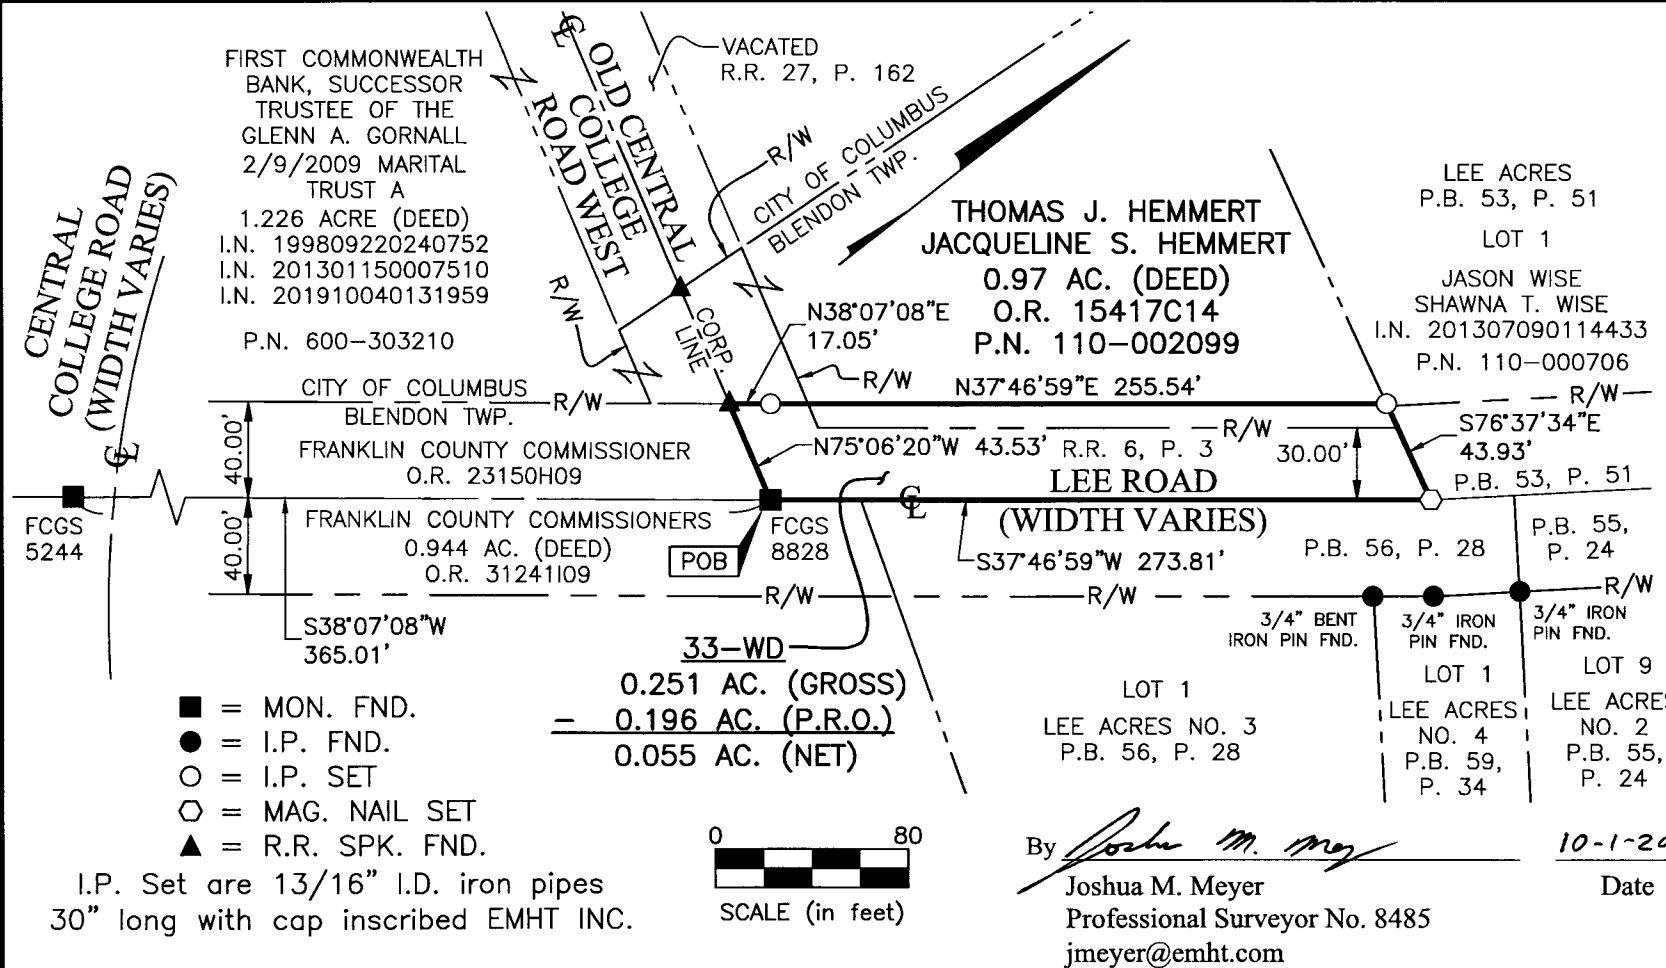 FIRST COMMONWEALTH
BANK, SUCCESSOR
TRUSTEE OF THE
GLENN A. GORNALL
2/9/2009 MARITAL
TRUST A
1.226 ACRE (DEED)
I.N. 199809220240752
I.N. 201301150007510
I.N. 201910040131959
P.N. 600-303210
CENTRAL
COLLEGE ROAD
(WIDTH VARIES)
℄
℄ OLD CENTRAL
COLLEGE
ROAD WEST
VACATED
R.R. 27, P. 162
R/W
R/W
CITY OF COLUMBUS
BLENDON TWP.
CORP.
LINE
THOMAS J. HEMMERT
JACQUELINE S. HEMMERT
0.97 AC. (DEED)
O.R. 15417C14
P.N. 110-002099
LEE ACRES
P.B. 53, P. 51
LOT 1
JASON WISE
SHAWNA T. WISE
I.N. 201307090114433
P.N. 110-000706
N38°07'08"E
17.05'
R/W
N37°46'59"E 255.54'
R/W
CITY OF COLUMBUS
R/W
BLENDON TWP.
S76°37'34"E
43.93'
40.00'
FRANKLIN COUNTY COMMISSIONER
O.R. 23150H09
N75°06'20"W 43.53'
R.R. 6, P. 3
R/W
30.00'
LEE ROAD
P.B. 53, P. 51
℄
(WIDTH VARIES)
FCGS
5244
40.00'
FRANKLIN COUNTY COMMISSIONERS
0.944 AC. (DEED)
O.R. 31241I09
POB
FCGS
8828
S37°46'59"W 273.81'
P.B. 56, P. 28
P.B. 55,
P. 24
R/W
R/W
R/W
S38°07'08"W
365.01'
3/4" BENT
IRON PIN FND.
3/4" IRON
PIN FND.
3/4" IRON
PIN FND.
33-WD
0.251 AC. (GROSS)
- 0.196 AC. (P.R.O.)
0.055 AC. (NET)
LOT 1
LEE ACRES NO. 3
P.B. 56, P. 28
LOT 1
LEE ACRES
NO. 4
P.B. 59,
P. 34
LOT 9
LEE ACRES
NO. 2
P.B. 55,
P. 24
= MON. FND.
= I.P. FND.
= I.P. SET
= MAG. NAIL SET
= R.R. SPK. FND.
I.P. Set are 13/16" I.D. iron pipes
30" long with cap inscribed EMHT INC.
0 80
SCALE (in feet)
By Joshua M. Meyer
10-1-20
Joshua M. Meyer
Date
Professional Surveyor No. 8485
jmeyer@emht.com